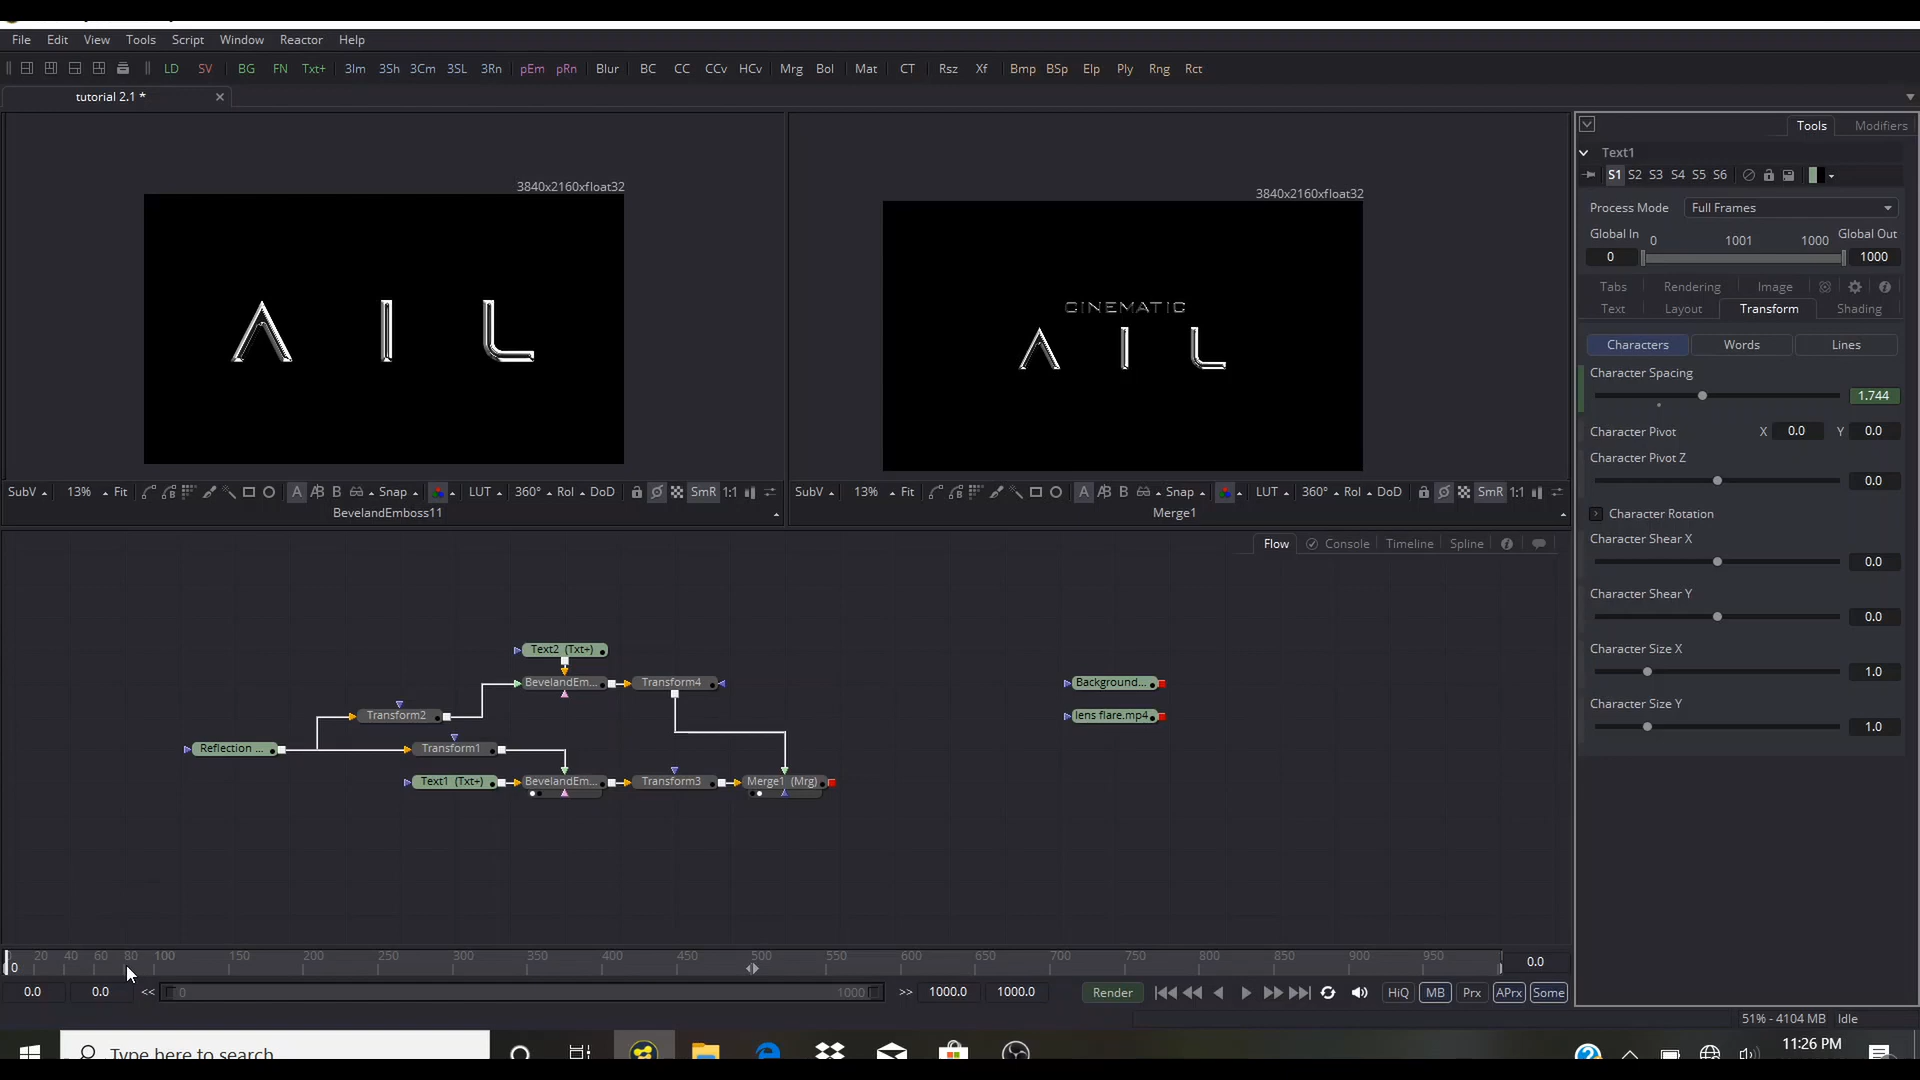 File Edit View Tools Script Window Reactor Help
LD SV BG FN Txt+ 3Im 3Sh 3Cm 3SL 3Rn pEm pRn Blur BC CC CCv HCv Mrg Bol Mat CT Rsz Xf Bmp BSp Elp Ply Rng Rct
tutorial 2.1 *
3840x2160xfloat32
A I L
SubV 13% Fit A B B Snap LUT 360° RoI DoD SmR 1:1
BevelandEmboss11
3840x2160xfloat32
CINEMATIC
A I L
SubV 13% Fit A B B Snap LUT 360° RoI DoD SmR 1:1
Merge1
Flow Console Timeline Spline
Text2 (Txt+)
BevelandEm... Transform4
Transform2
Reflection ... Transform1
Text1 (Txt+) BevelandEm... Transform3 Merge1 (Mrg)
Background...
lens flare.mp4
20 40 60 80 100 150 200 250 300 350 400 450 500 550 600 650 700 750 800 850 900 950
0 0.0
0.0 0.0 << 0 1000 >> 1000.0 1000.0 Render HiQ MB Prx APrx Some
Tools Modifiers
Text1
S1 S2 S3 S4 S5 S6
Process Mode Full Frames
Global In 0 1001 1000 Global Out
0 1000
Tabs Rendering Image
Text Layout Transform Shading
Characters Words Lines
Character Spacing
1.744
Character Pivot X 0.0 Y 0.0
Character Pivot Z
0.0
Character Rotation
Character Shear X
0.0
Character Shear Y
0.0
Character Size X
1.0
Character Size Y
1.0
51% - 4104 MB Idle
Type here to search
11:26 PM